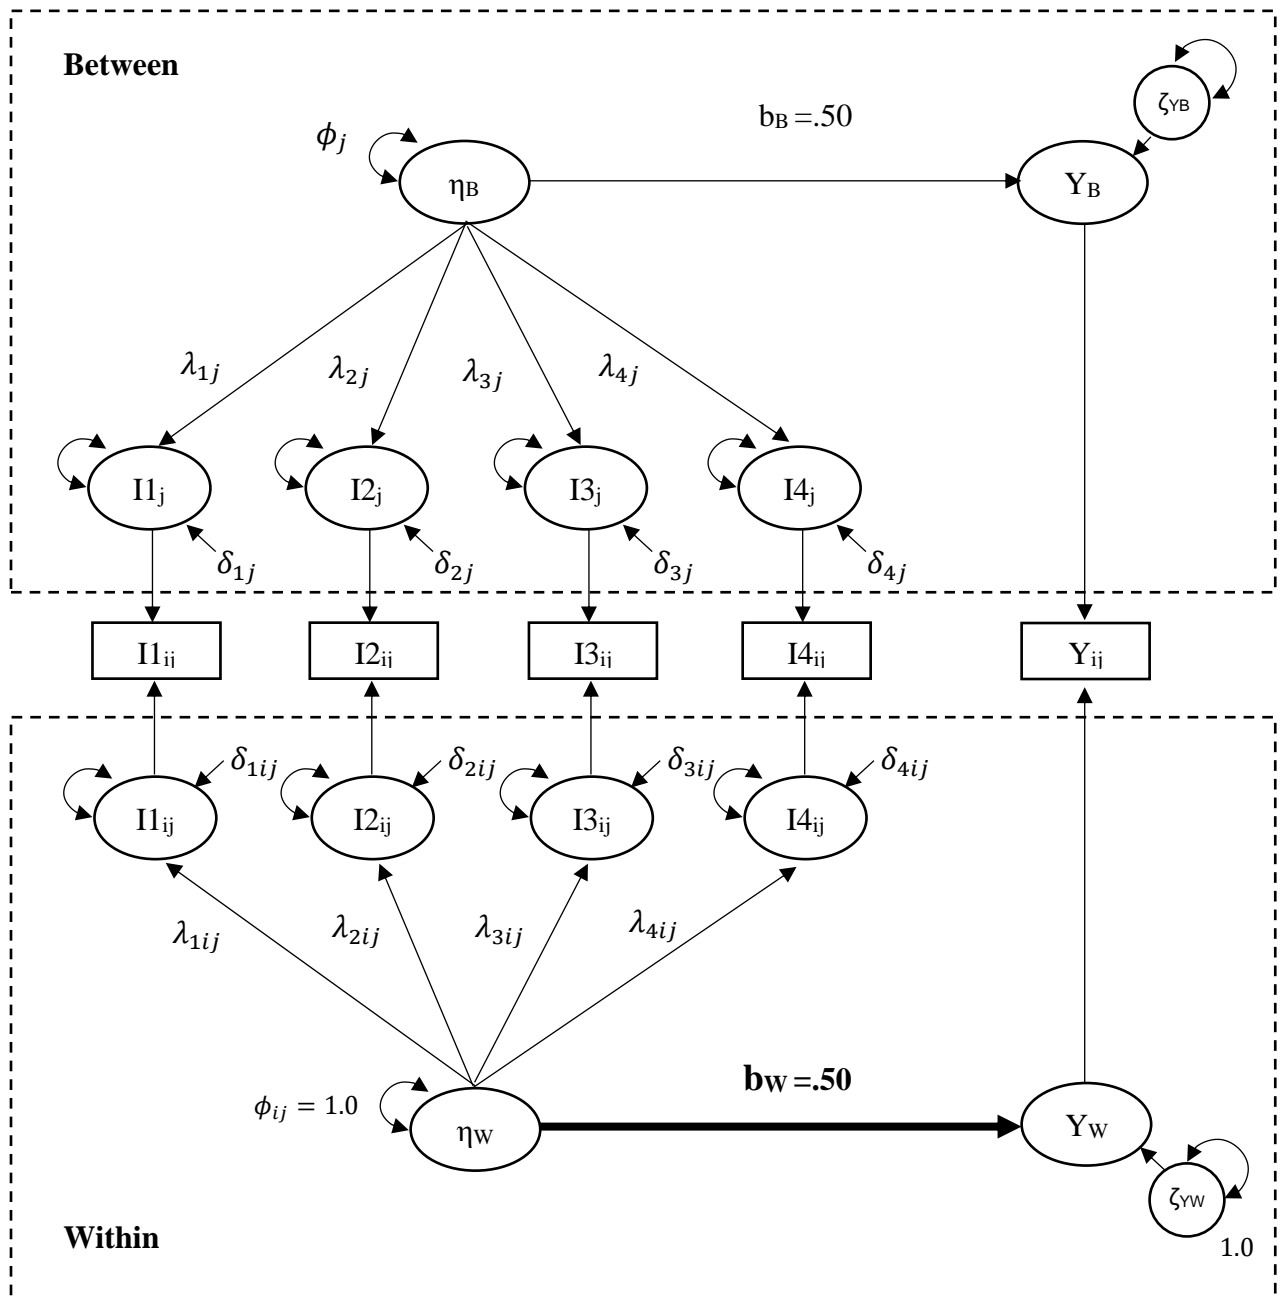 Between
ζYB
bB =.50
ϕj
ηB
YB
λ1j
λ2j
λ3j
λ4j
I1j
I2j
I3j
I4j
δ1j
δ2j
δ3j
δ4j
I1ij
I2ij
I3ij
I4ij
Yij
δ1ij
δ2ij
δ3ij
δ4ij
I1ij
I2ij
I3ij
I4ij
λ1ij
λ2ij
λ3ij
λ4ij
bW =.50
ϕij = 1.0
ηW
YW
ζYW
Within
1.0